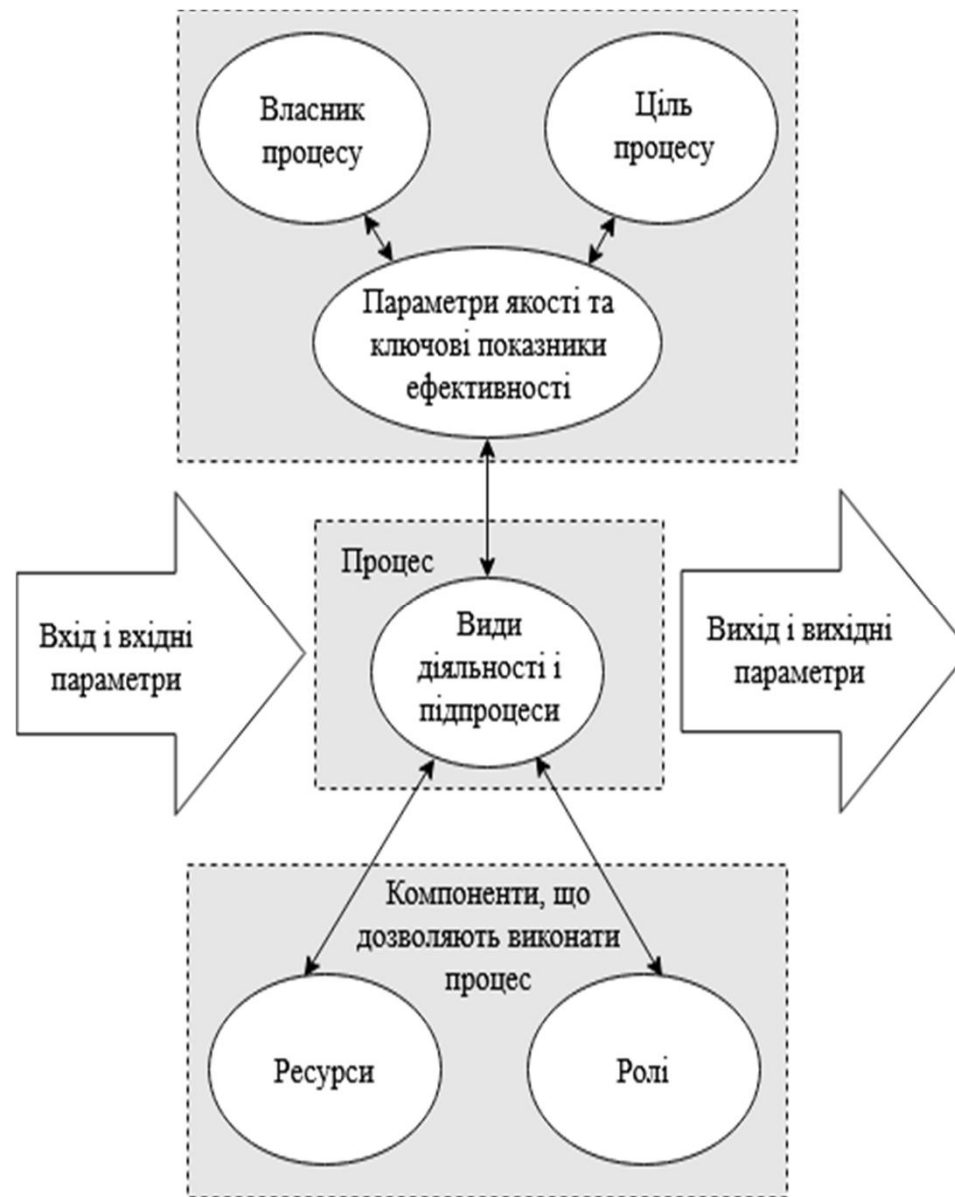 Власник
процесу
Ціль
процесу
Параметри якості та
ключові показники
ефективності
Процес
Вхід і вхідні
параметри
Види
діяльності і
підпроцеси
Вихід і вихідні
параметри
Компоненти, що
дозволяють виконати
процес
Ресурси
Ролі